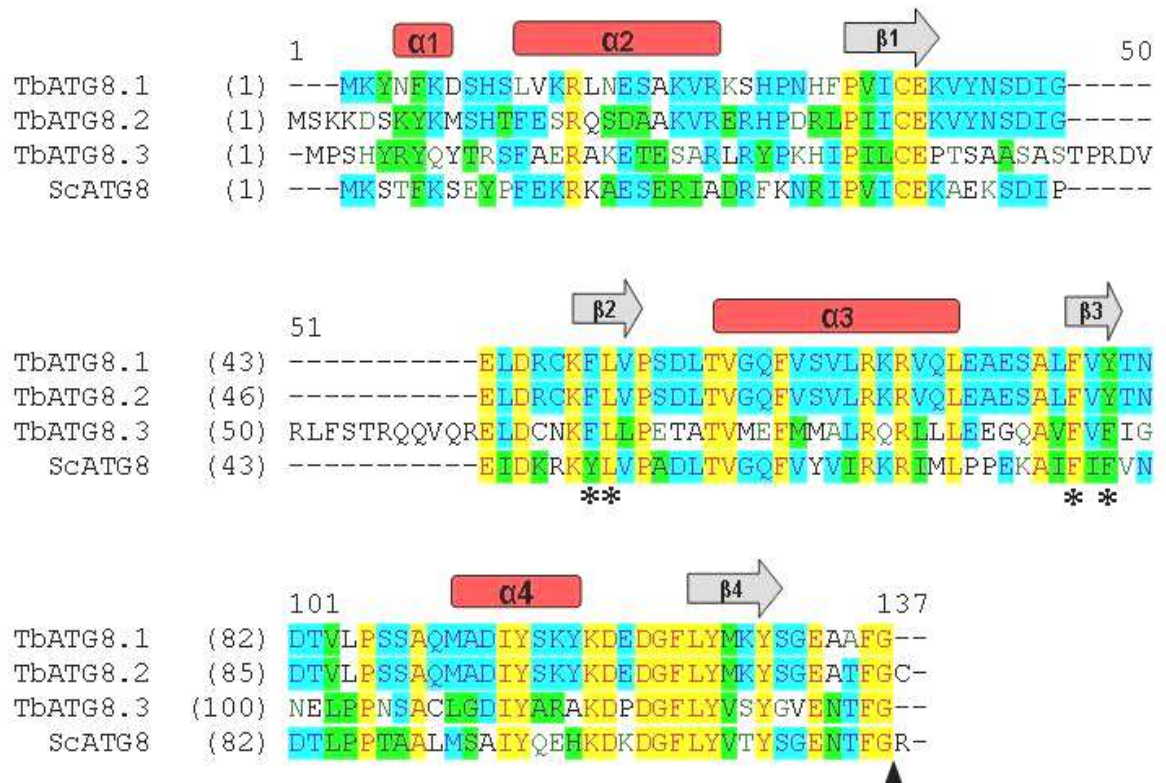 α1 α2 β1
1 50
TbATG8.1 (1) ---MKYNFKDSHSLVKRLNESAKVRKSHPNHFPVICEKVYNSDIG-----
TbATG8.2 (1) MSKKDSKYKMSHTFESRQSDAAKVRERHPDRLPIICEKVYNSDIG-----
TbATG8.3 (1) -MPSHYRYQYTRSFAERAKETESARLRYPKHIPILCEPTSAASASTPRDV
ScATG8 (1) ---MKSTFKSEYPFEKRKAESERIADRFKNRIPVICEKAEKSDIP-----
β2 α3 β3
51
TbATG8.1 (43) -----------ELDRCKFLVPSDLTVGQFVSVLRKRVQLEAESALFVYTN
TbATG8.2 (46) -----------ELDRCKFLVPSDLTVGQFVSVLRKRVQLEAESALFVYTN
TbATG8.3 (50) RLFSTRQQVQRELDCNKFLLPETATVMEFMMALRQRLLLEEGQAVFVFIG
ScATG8 (43) -----------EIDKRKYLVPADLTVGQFVYVIRKRIMLPPEKAIFIFVN
** * *
α4 β4
101 137
TbATG8.1 (82) DTVLPSSAQMADIYSKYKDEDGFLYMKYSGEAAFG--
TbATG8.2 (85) DTVLPSSAQMADIYSKYKDEDGFLYMKYSGEATFGC-
TbATG8.3 (100) NELPPNSACLGDIYARAKDPDGFLYVSYGVENTFG--
ScATG8 (82) DTLPPTAALMSAIYQEHKDKDGFLYVTYSGENTFGR-